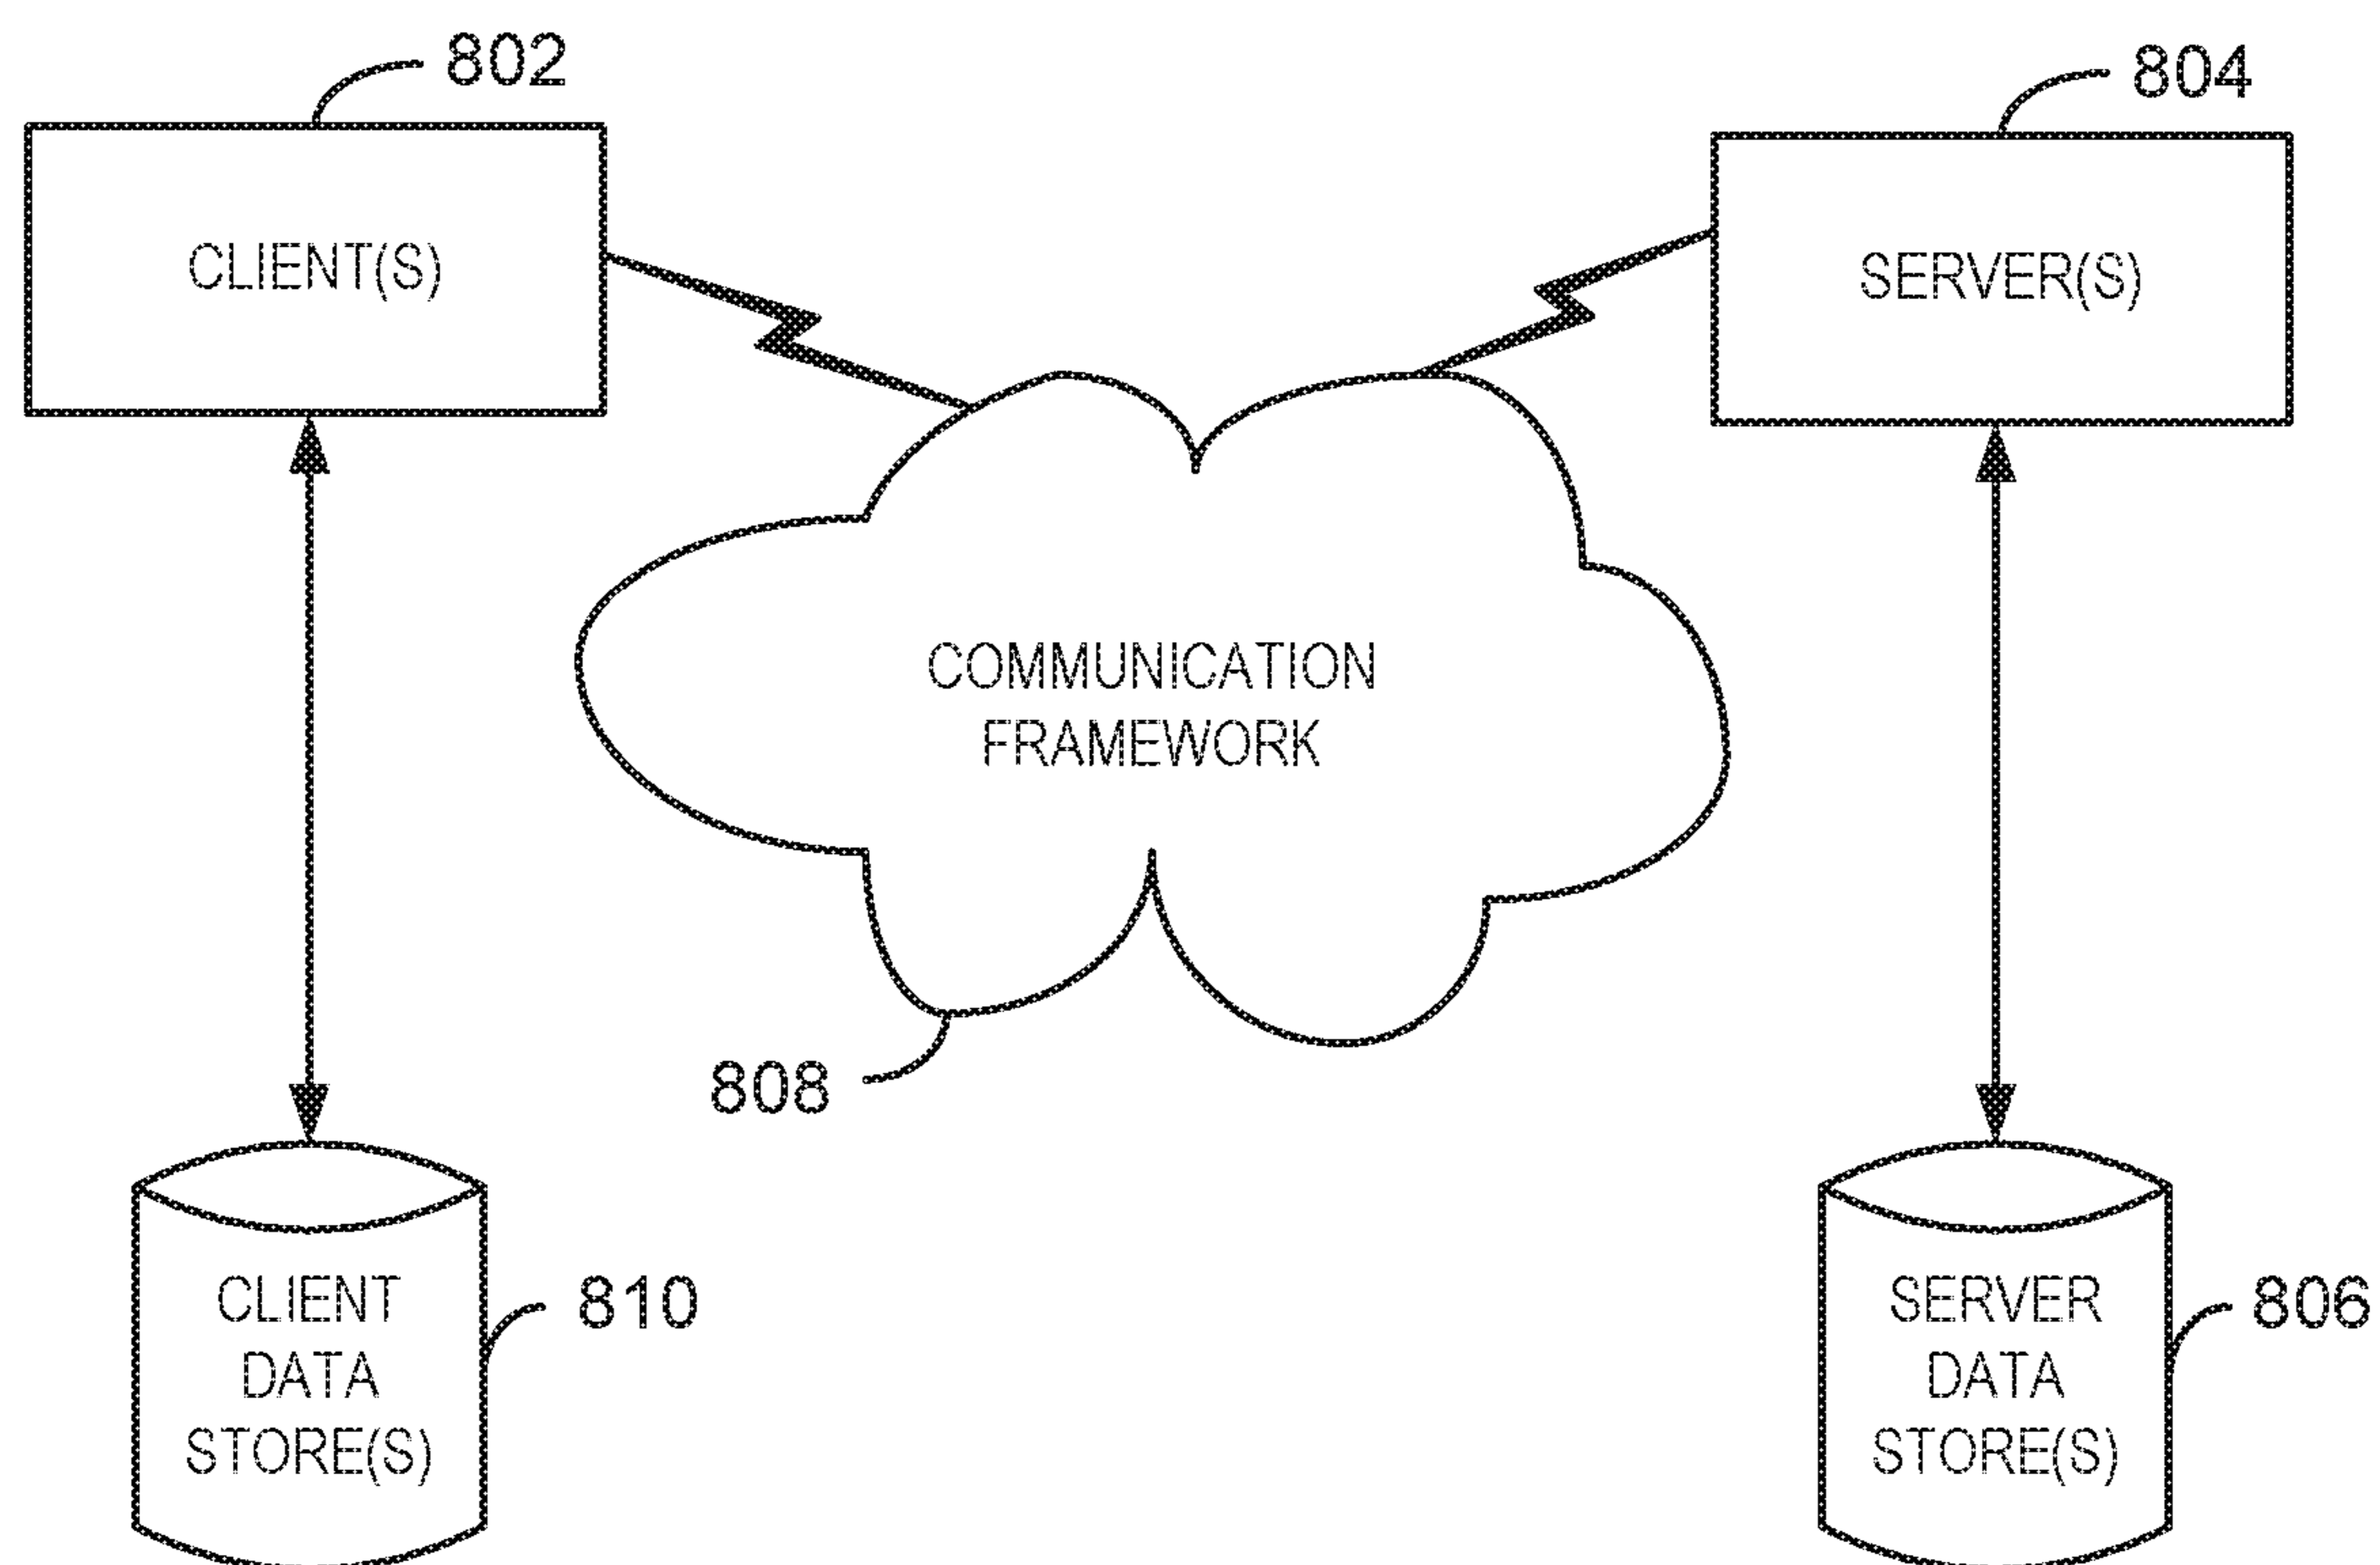 802
804
CLIENT(S)
SERVER(S)
COMMUNICATION
FRAMEWORK
808
CLIENT
DATA
STORE(S)
810
SERVER
DATA
STORE(S)
806